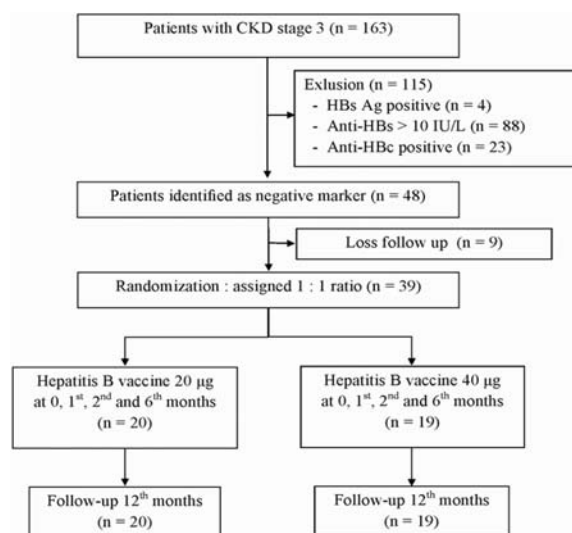 Patients with CKD stage 3 (n = 163)
Exlusion (n = 115)
- HBs Ag positive (n = 4)
- Anti-HBs > 10 IU/L (n = 88)
- Anti-HBc positive (n = 23)
Patients identified as negative marker (n = 48)
Loss follow up (n = 9)
Randomization : assigned 1 : 1 ratio (n = 39)
Hepatitis B vaccine 20 μg
at 0, 1st, 2nd and 6th months
(n = 20)
Hepatitis B vaccine 40 μg
at 0, 1st, 2nd and 6th months
(n = 19)
Follow-up 12th months
(n = 20)
Follow-up 12th months
(n = 19)